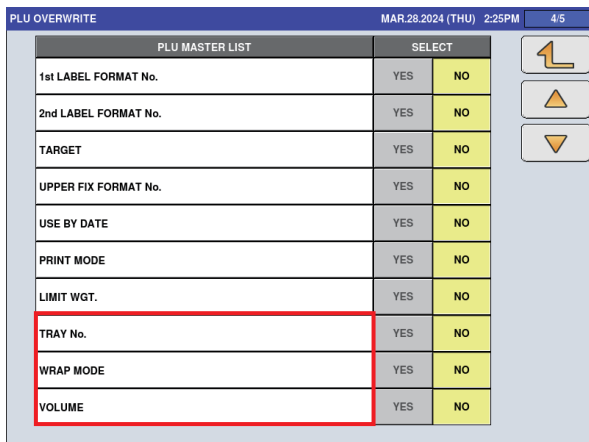 PLU OVERWRITE MAR.28.2024 (THU) 2:25PM 4/5
PLU MASTER LIST SELECT
1st LABEL FORMAT No. YES NO
2nd LABEL FORMAT No. YES NO
TARGET YES NO
UPPER FIX FORMAT No. YES NO
USE BY DATE YES NO
PRINT MODE YES NO
LIMIT WGT. YES NO
TRAY No. YES NO
WRAP MODE YES NO
VOLUME YES NO